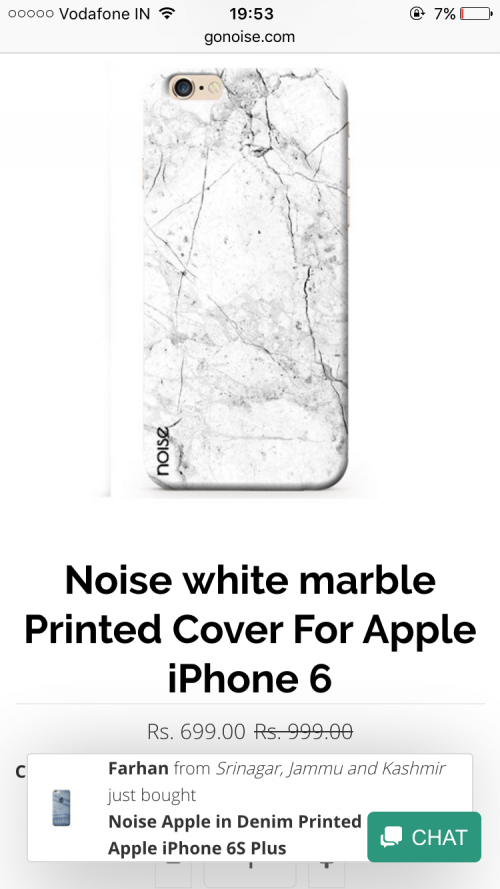 Vodafone IN 19:53 7%
gonoise.com
noise
Noise white marble
Printed Cover For Apple
iPhone 6
Rs. 699.00 Rs. 999.00
C
Farhan from Srinagar, Jammu and Kashmir
just bought
Noise Apple in Denim Printed
Apple iPhone 6S Plus
CHAT